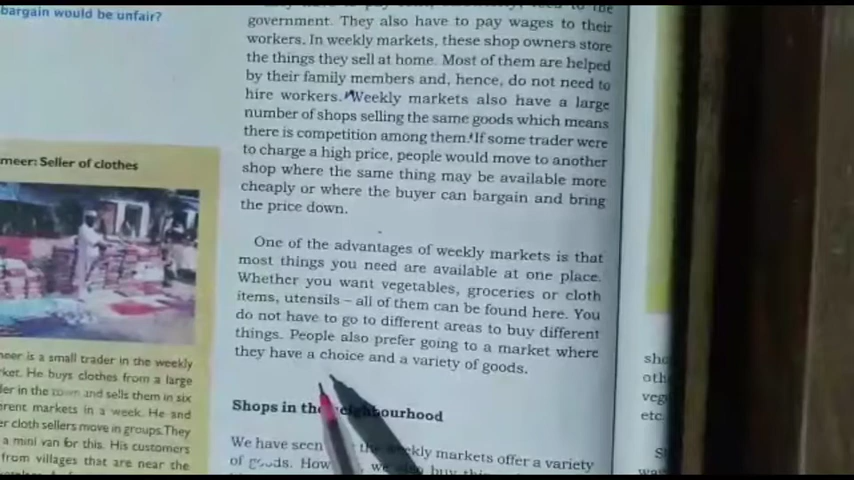 bargain would be unfair?
meer: Seller of clothes
meer is a small trader in the weekly
ket. He buys clothes from a large
ler in the town and sells them in six
erent markets in a week. He and
er cloth sellers move in groups. They
a mini van for this. His customers
from villages that are near the
government. They also have to pay wages to their
workers. In weekly markets, these shop owners store
the things they sell at home. Most of them are helped
by their family members and, hence, do not need to
hire workers. Weekly markets also have a large
number of shops selling the same goods which means
there is competition among them. If some trader were
to charge a high price, people would move to another
shop where the same thing may be available more
cheaply or where the buyer can bargain and bring
the price down.
One of the advantages of weekly markets is that
most things you need are available at one place.
Whether you want vegetables, groceries or cloth
items, utensils – all of them can be found here. You
do not have to go to different areas to buy different
things. People also prefer going to a market where
they have a choice and a variety of goods.
Shops in the neighbourhood
We have seen the weekly markets offer a variety
of goods. How we also buy
sho
oth
veg
etc.